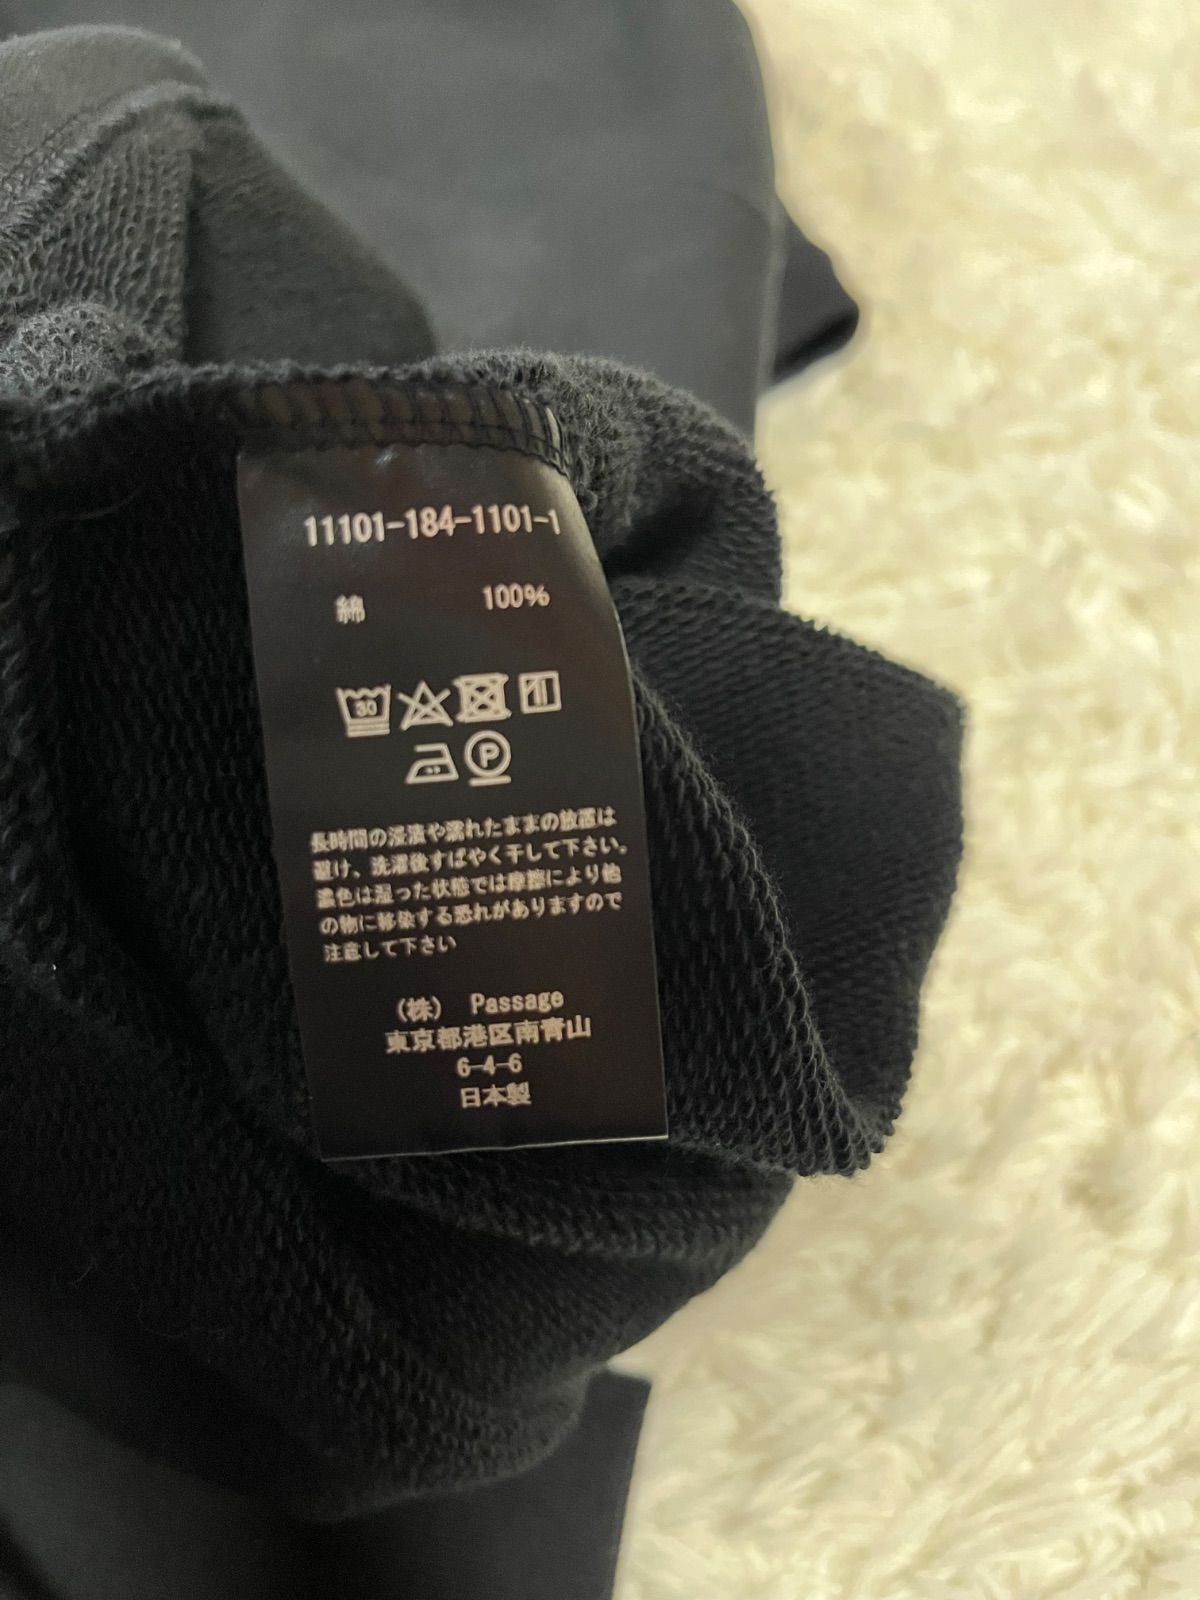 11101-184-1101-1
綿 100%
30
P
長時間の浸漬や濡れたままの放置は
避け、洗濯後すばやく干して下さい。
濃色は湿った状態では摩擦により他
の物に移染する恐れがありますので
注意して下さい
(株) Passage
東京都港区南青山
6-4-6
日本製